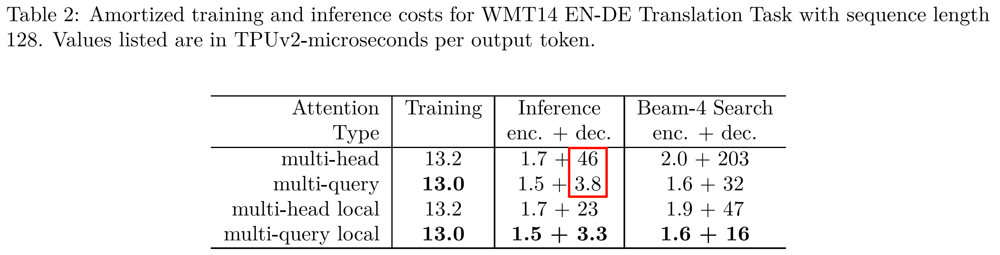 Table 2: Amortized training and inference costs for WMT14 EN-DE Translation Task with sequence length
128. Values listed are in TPUv2-microseconds per output token.
Attention Training Inference Beam-4 Search
Type enc. + dec. enc. + dec.
multi-head 13.2 1.7 + 46 2.0 + 203
multi-query 13.0 1.5 + 3.8 1.6 + 32
multi-head local 13.2 1.7 + 23 1.9 + 47
multi-query local 13.0 1.5 + 3.3 1.6 + 16